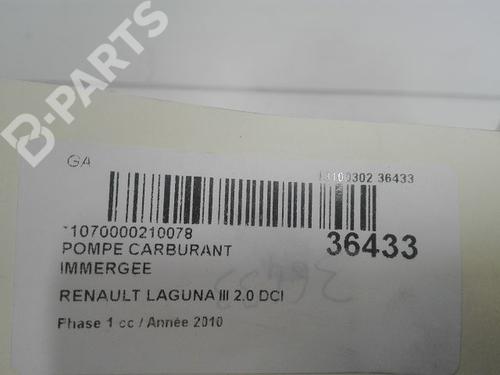 B-PARTS
GA
36433
*1070000210078
36433
POMPE CARBURANT
IMMERGEE
RENAULT LAGUNA III 2.0 DCI
Phase 1 cc / Année 2010